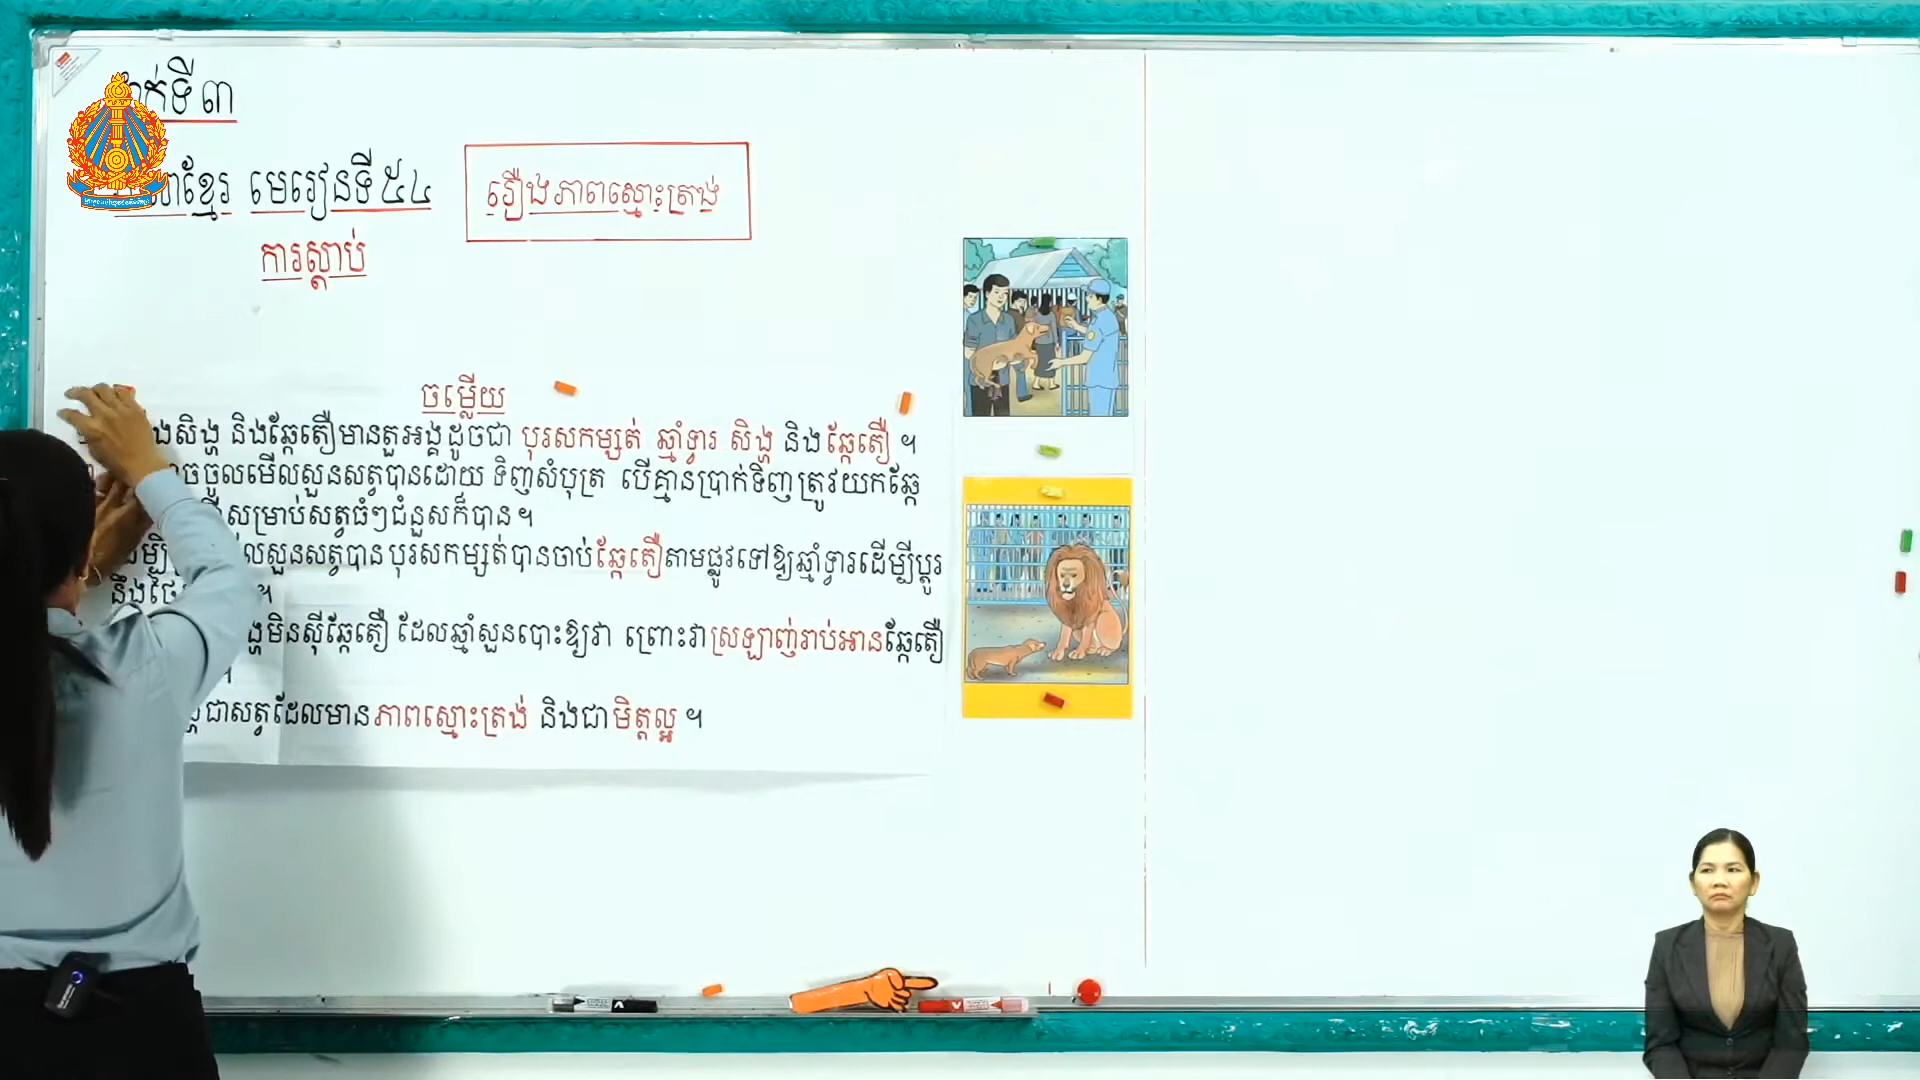 ទី ៣
ខ្មែរ មេរៀនទី ៥៤
រឿងភាពស្មោះត្រង់
ការស្តាប់
ចម្លើយ
សិង្ហ និងឆ្កែតឿមានតួអង្គដូចជា បុរសកម្សត់ ឆ្មាំទ្វារ សិង្ហ និងឆ្កែតឿ ។
ចូលមើលសួនសត្វបានដោយ ទិញសំបុត្រ បើគ្មានប្រាក់ទិញត្រូវយកឆ្កែ
សម្រាប់សត្វធំៗជំនួសក៏បាន។
សួនសត្វបាន បុរសកម្សត់បានចាប់ឆ្កែតឿតាមផ្លូវទៅឱ្យឆ្មាំទ្វារដើម្បីប្តូរ
នឹងថ្លៃ ។
មិនស៊ីឆ្កែតឿ ដែលឆ្មាំសួនបោះឱ្យវា ព្រោះវាស្រឡាញ់រាប់អានឆ្កែតឿ
។
ជាសត្វដែលមានភាពស្មោះត្រង់ និងជាមិត្តល្អ ។